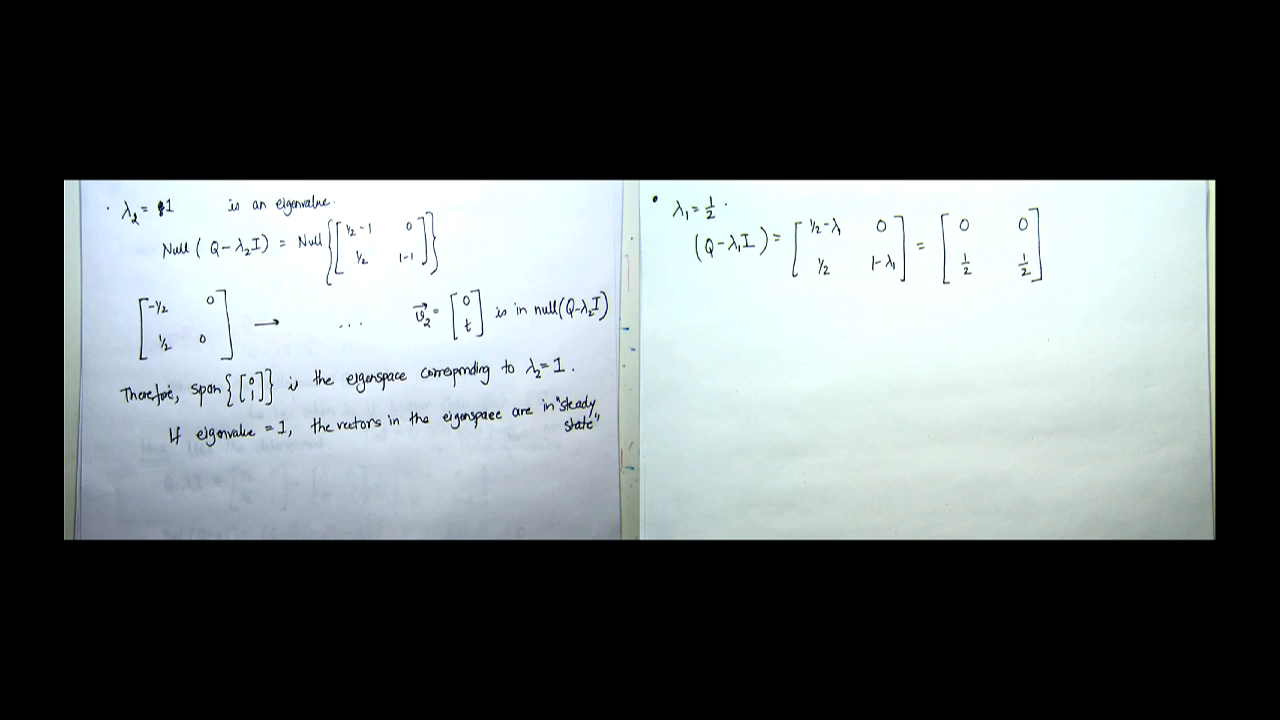 · λ₂ = 1 is an eigenvalue.
Null (Q - λ₂I) = Null { [ ½-1 0
½ 1-1 ] }
[ -½ 0
½ 0 ] → ... v⃗₂ = [ 0
t ] is in null(Q-λ₂I)
Therefore, span { [ 0
1 ] } is the eigenspace corresponding to λ₂=1.
If eigenvalue = 1, the vectors in the eigenspace are in "steady
state"
• λ₁ = ½ .
(Q - λ₁I) = [ ½-λ₁ 0
½ 1-λ₁ ] = [ 0 0
½ ½ ]